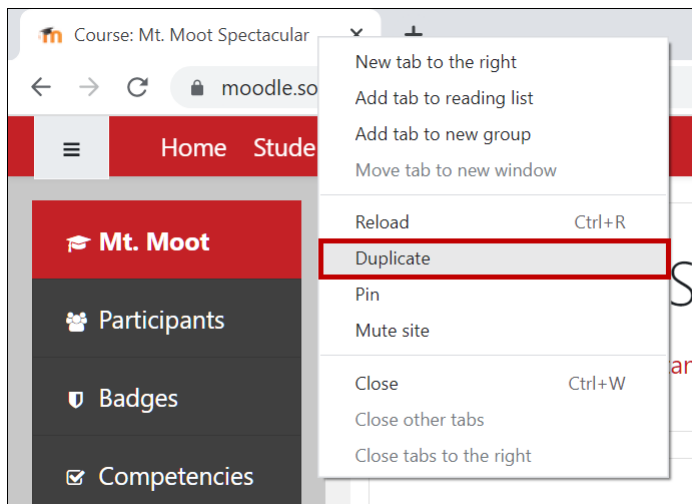 Course: Mt. Moot Spectacular
moodle.so
Home Stude
Mt. Moot
Participants
Badges
Competencies
New tab to the right
Add tab to reading list
Add tab to new group
Move tab to new window
Reload Ctrl+R
Duplicate
Pin
Mute site
Close Ctrl+W
Close other tabs
Close tabs to the right
S
ar